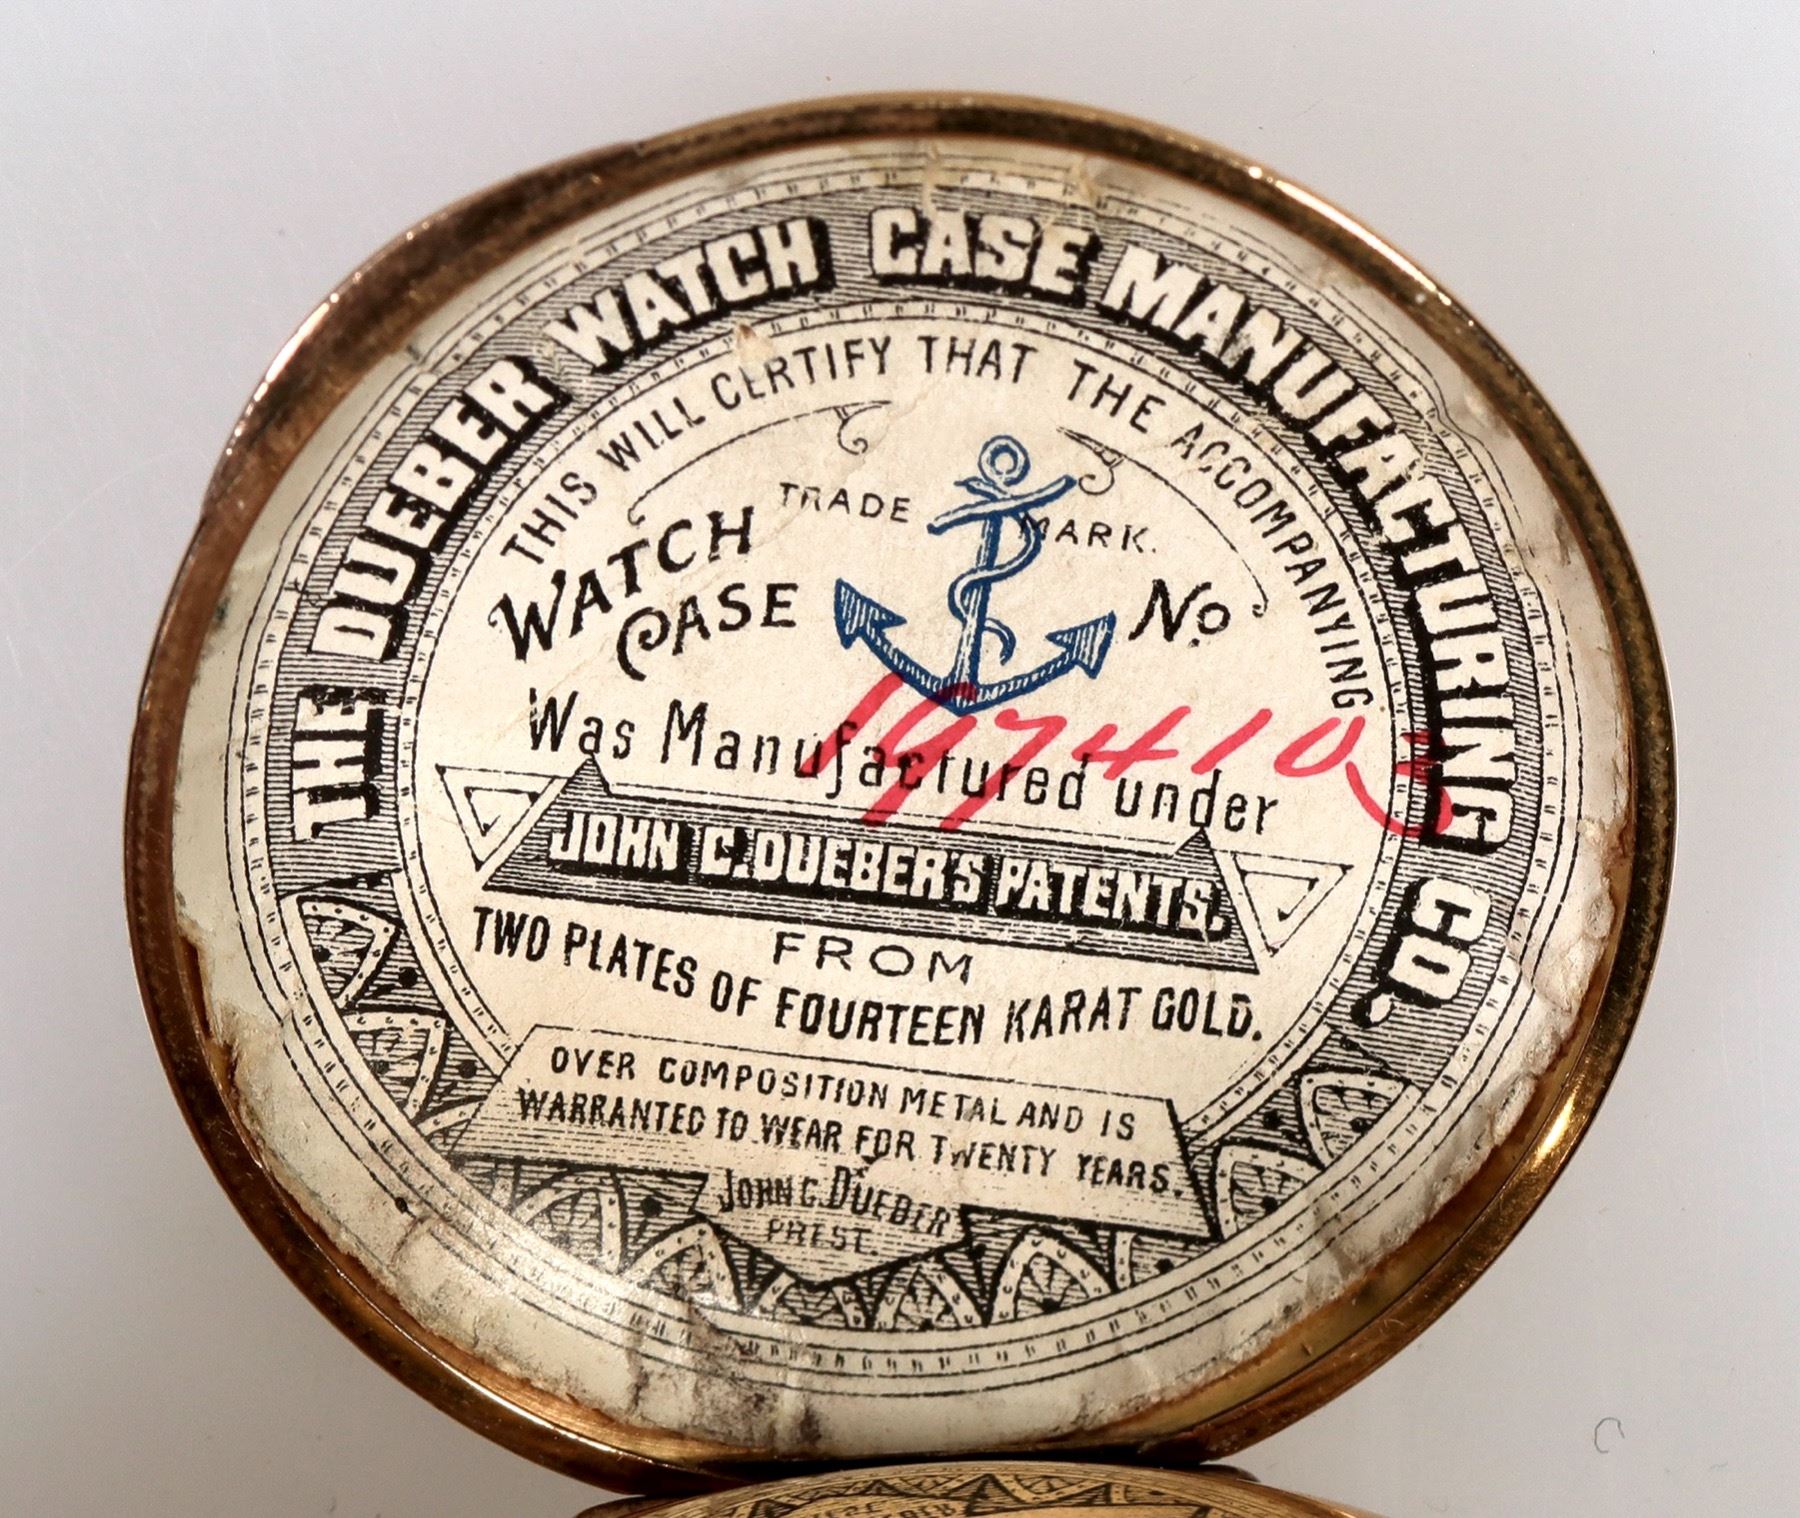 THE DUEBER WATCH CASE MANUFACTURING CO.
THIS WILL CERTIFY THAT THE ACCOMPANYING
TRADE MARK.
WATCH CASE No
1974103
Was Manufactured under
JOHN C. DUEBER'S PATENTS.
FROM
TWO PLATES OF FOURTEEN KARAT GOLD.
OVER COMPOSITION METAL AND IS
WARRANTED TO WEAR FOR TWENTY YEARS.
JOHN C. DUEBER
PREST.